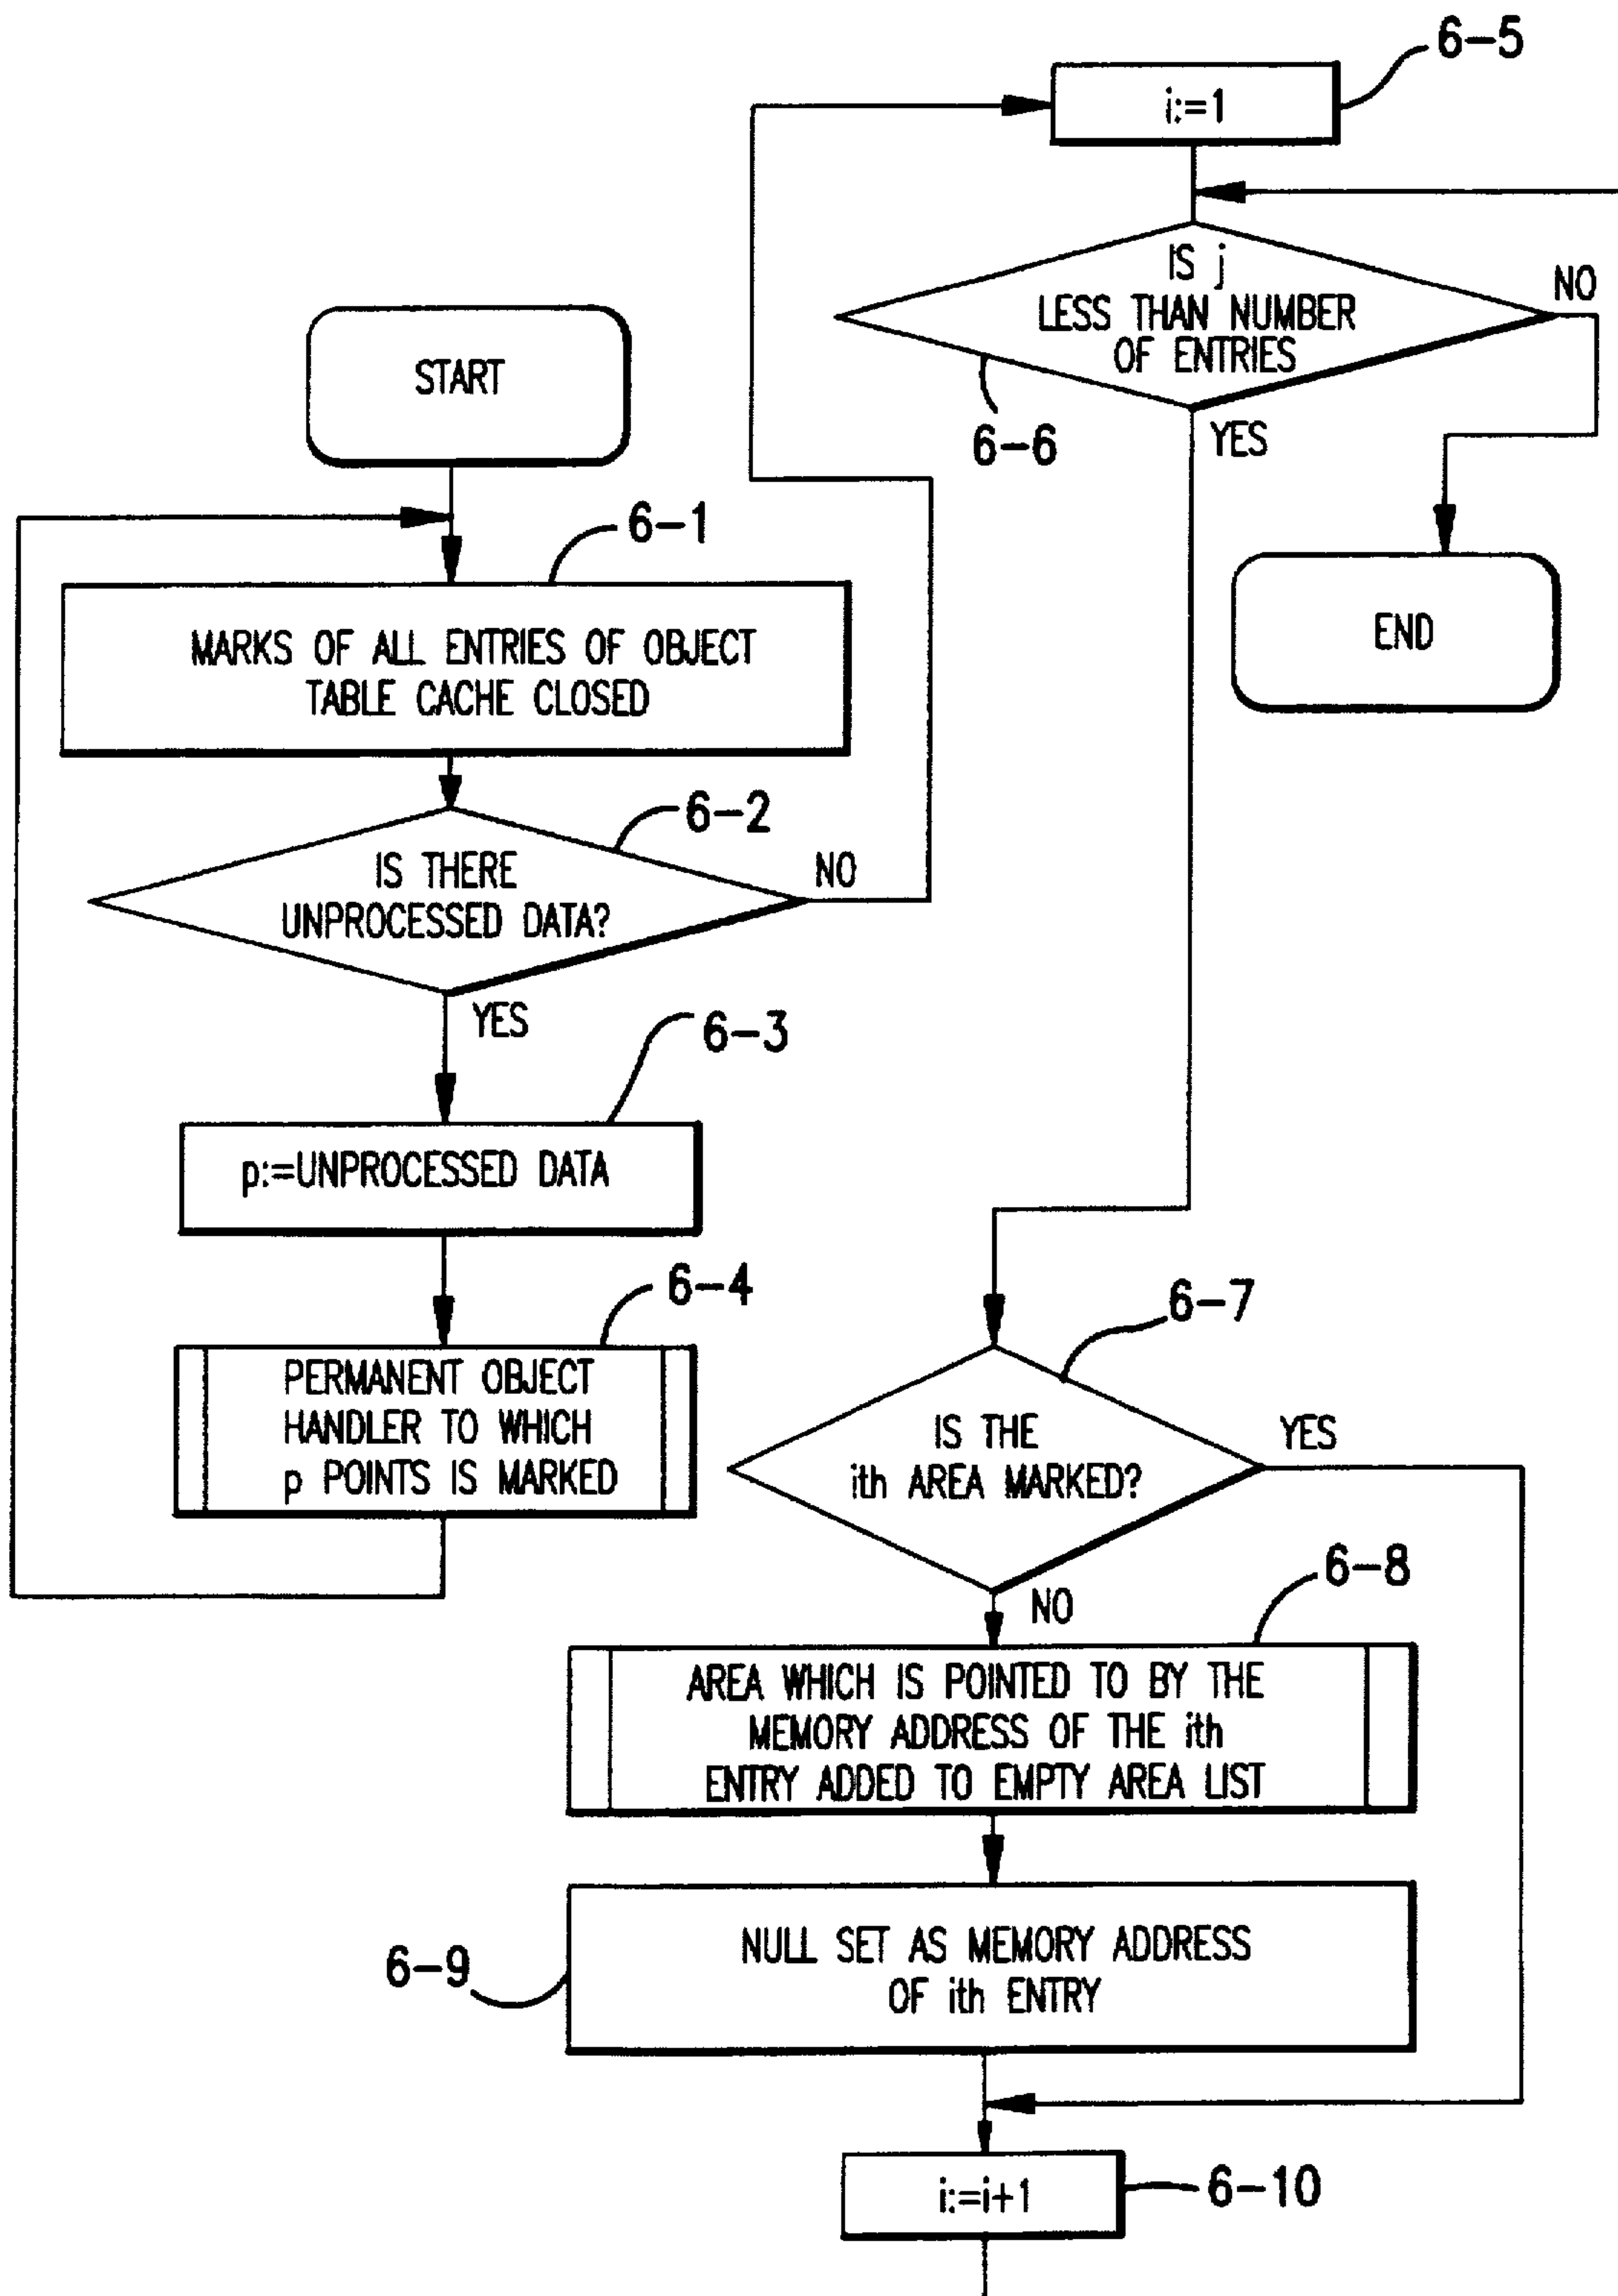 START
6-1
MARKS OF ALL ENTRIES OF OBJECT
TABLE CACHE CLOSED
6-2
IS THERE
UNPROCESSED DATA?
NO
YES
6-3
p:=UNPROCESSED DATA
6-4
PERMANENT OBJECT
HANDLER TO WHICH
p POINTS IS MARKED
6-5
i:=1
IS j
LESS THAN NUMBER
OF ENTRIES
NO
6-6
YES
END
6-7
IS THE
ith AREA MARKED?
YES
NO
6-8
AREA WHICH IS POINTED TO BY THE
MEMORY ADDRESS OF THE ith
ENTRY ADDED TO EMPTY AREA LIST
6-9
NULL SET AS MEMORY ADDRESS
OF ith ENTRY
i:=i+1
6-10